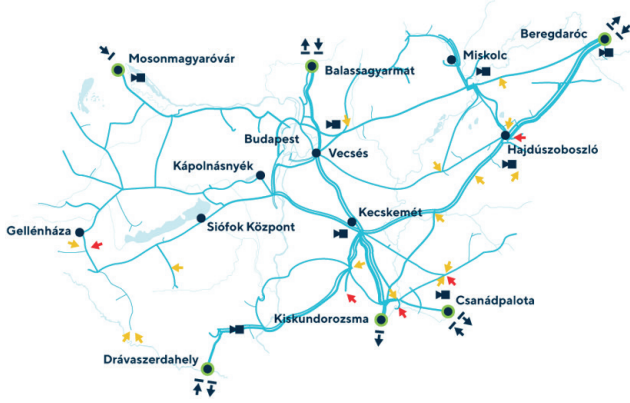 Beregdaróc
Mosonmagyaróvár
Miskolc
Balassagyarmat
Budapest
Vecsés
Hajdúszoboszló
Kápolnásnyék
Kecskemét
Gellénháza
Siófok Központ
Csanádpalota
Kiskundorozsma
Drávaszerdahely